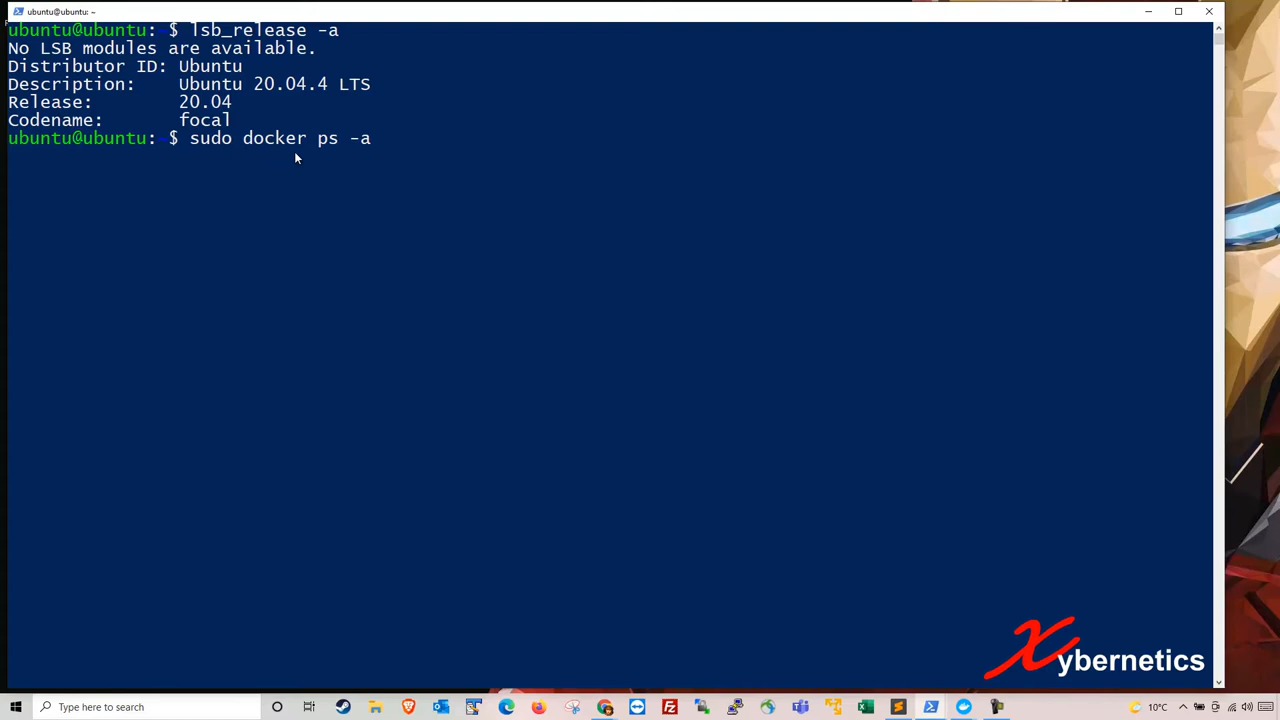 ubuntu@ubuntu: ~
ubuntu@ubuntu:~$ lsb_release -a
No LSB modules are available.
Distributor ID: Ubuntu
Description:    Ubuntu 20.04.4 LTS
Release:        20.04
Codename:       focal
ubuntu@ubuntu:~$ sudo docker ps -a
Xybernetics
Type here to search
10°C